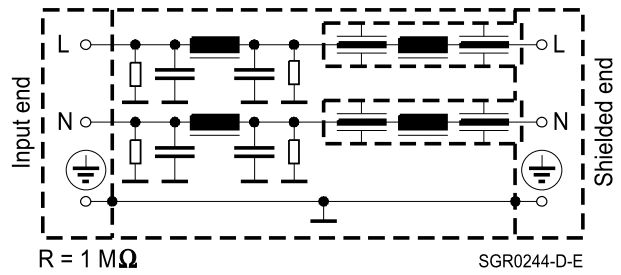 L
L
N
N
Input end
Shielded end
R = 1 MΩ
SGR0244-D-E